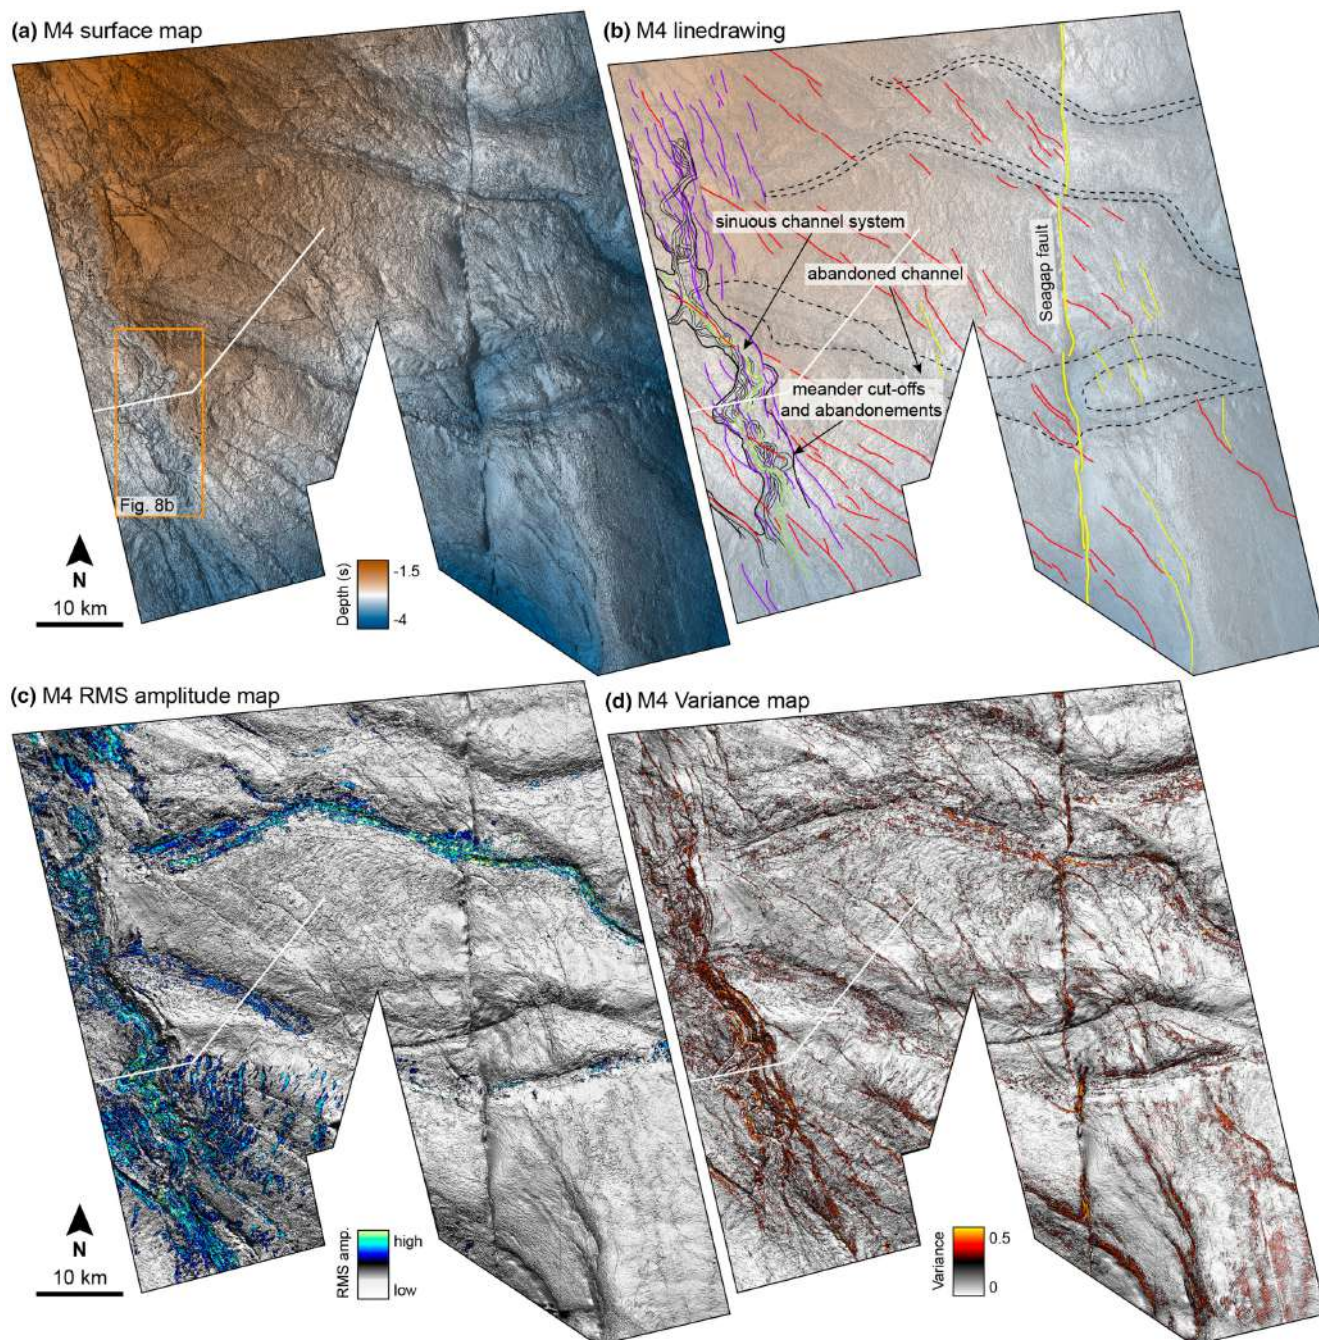 (a) M4 surface map
Fig. 8b
N
10 km
Depth (s)
-1.5
-4
(b) M4 linedrawing
sinuous channel system
abandoned channel
Seagap fault
meander cut-offs
and abandonements
(c) M4 RMS amplitude map
N
10 km
RMS amp.
high
low
(d) M4 Variance map
Variance
0.5
0